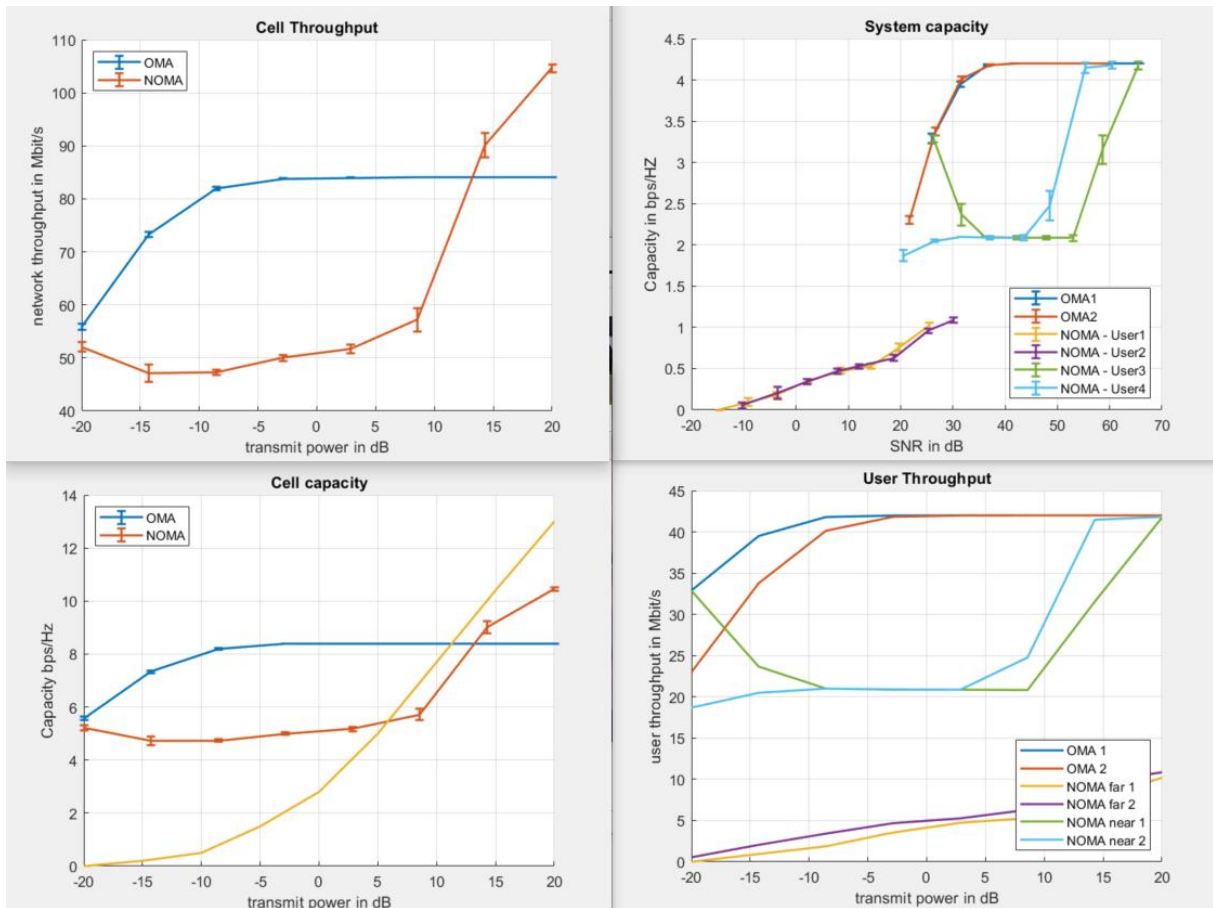 Cell Throughput
110
100
90
80
70
60
50
40
network throughput in Mbit/s
OMA
NOMA
-20 -15 -10 -5 0 5 10 15 20
transmit power in dB
System capacity
4.5
4
3.5
3
2.5
2
1.5
1
0.5
0
Capacity in bps/HZ
OMA1
OMA2
NOMA - User1
NOMA - User2
NOMA - User3
NOMA - User4
-20 -10 0 10 20 30 40 50 60 70
SNR in dB
Cell capacity
14
12
10
8
6
4
2
0
Capacity bps/Hz
OMA
NOMA
-20 -15 -10 -5 0 5 10 15 20
transmit power in dB
User Throughput
45
40
35
30
25
20
15
10
5
0
user throughput in Mbit/s
OMA 1
OMA 2
NOMA far 1
NOMA far 2
NOMA near 1
NOMA near 2
-20 -15 -10 -5 0 5 10 15 20
transmit power in dB